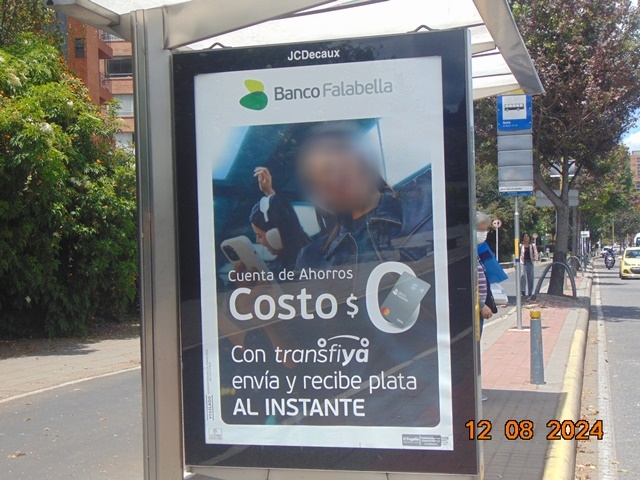 JCDecaux
Banco Falabella
Cuenta de Ahorros
Costo $0
Con transfiYa
envía y recibe plata
AL INSTANTE
12 08 2024